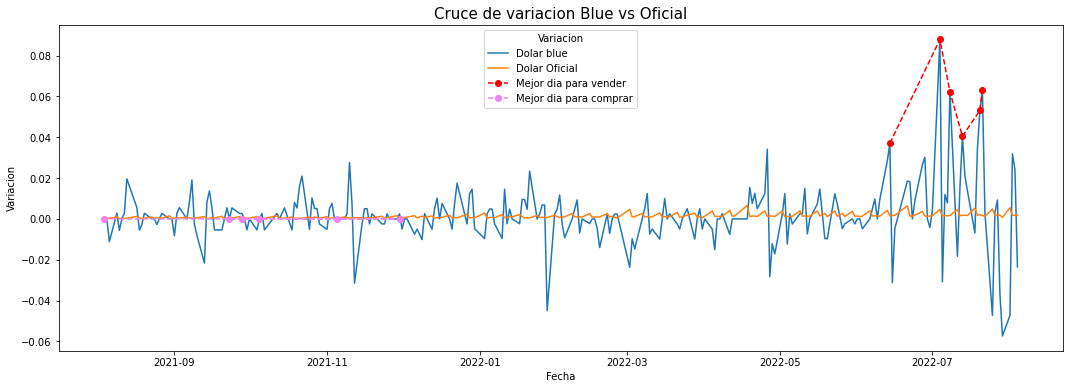 Cruce de variacion Blue vs Oficial
Variacion
Dolar blue
Dolar Oficial
Mejor dia para vender
Mejor dia para comprar
Variacion
0.08
0.06
0.04
0.02
0.00
−0.02
−0.04
−0.06
2021-09
2021-11
2022-01
2022-03
2022-05
2022-07
Fecha